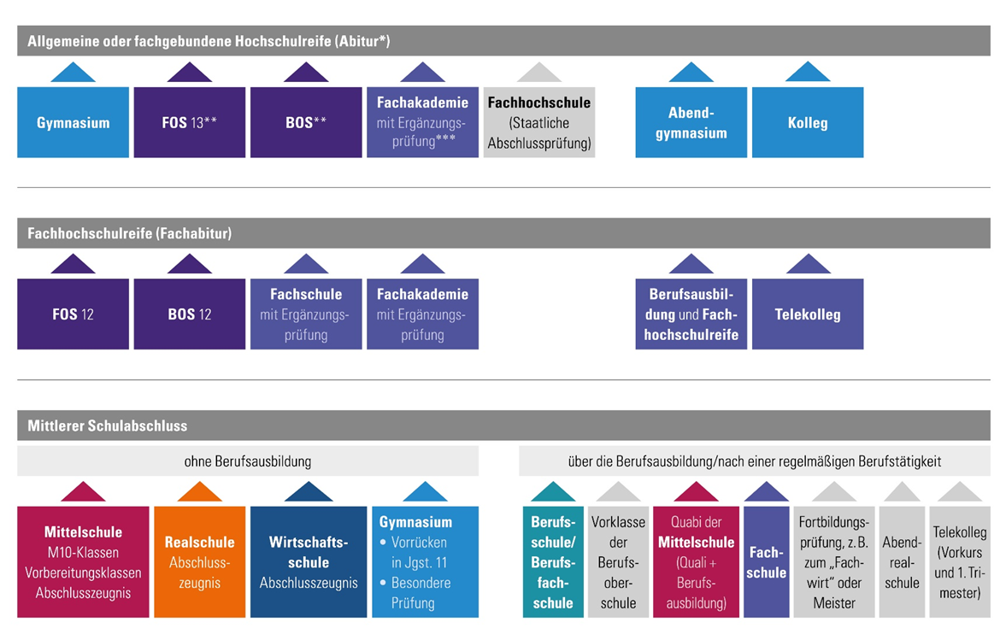 Allgemeine oder fachgebundene Hochschulreife (Abitur*)
Gymnasium
FOS 13**
BOS**
Fachakademie
mit Ergänzungs-
prüfung***
Fachhochschule
(Staatliche
Abschlussprüfung)
Abend-
gymnasium
Kolleg
Fachhochschulreife (Fachabitur)
FOS 12
BOS 12
Fachschule
mit Ergänzungs-
prüfung
Fachakademie
mit Ergänzungs-
prüfung
Berufsausbil-
dung und Fach-
hochschulreife
Telekolleg
Mittlerer Schulabschluss
ohne Berufsausbildung
über die Berufsausbildung/nach einer regelmäßigen Berufstätigkeit
Mittelschule
M10-Klassen
Vorbereitungsklassen
Abschlusszeugnis
Realschule
Abschluss-
zeugnis
Wirtschafts-
schule
Abschlusszeugnis
Gymnasium
• Vorrücken
in Jgst. 11
• Besondere
Prüfung
Berufs-
schule/
Berufs-
fach-
schule
Vorklasse
der
Berufs-
ober-
schule
Quabi der
Mittelschule
(Quali +
Berufs-
ausbildung)
Fach-
schule
Fortbildungs-
prüfung, z. B.
zum „Fach-
wirt“ oder
Meister
Abend-
real-
schule
Telekolleg
(Vorkurs
und 1. Tri-
mester)